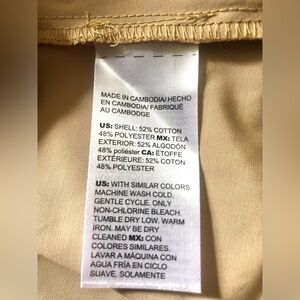 MADE IN CAMBODIA/ HECHO
EN CAMBODIA/ FABRIQUÉ
AU CAMBODGE
US: SHELL: 52% COTTON
48% POLYESTER MX: TELA
EXTERIOR: 52% ALGODÓN
48% poliéster CA: ÉTOFFE
EXTÉRIEURE: 52% COTON
48% POLYESTER
US: WITH SIMILAR COLORS
MACHINE WASH COLD,
GENTLE CYCLE. ONLY
NON-CHLORINE BLEACH.
TUMBLE DRY LOW. WARM
IRON. MAY BE DRY
CLEANED MX: CON
COLORES SIMILARES.
LAVAR A MÁQUINA CON
AGUA FRÍA EN CICLO
SUAVE. SOLAMENTE